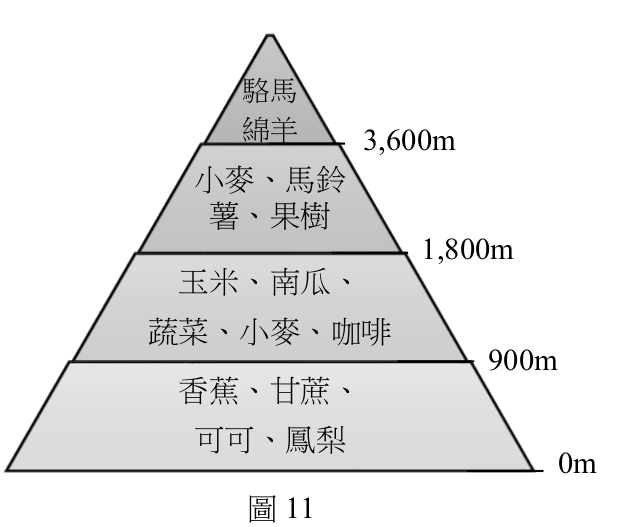 駱馬
綿羊
3,600m
小麥、馬鈴
薯、果樹
1,800m
玉米、南瓜、
蔬菜、小麥、咖啡
900m
香蕉、甘蔗、
可可、鳳梨
0m
圖 11